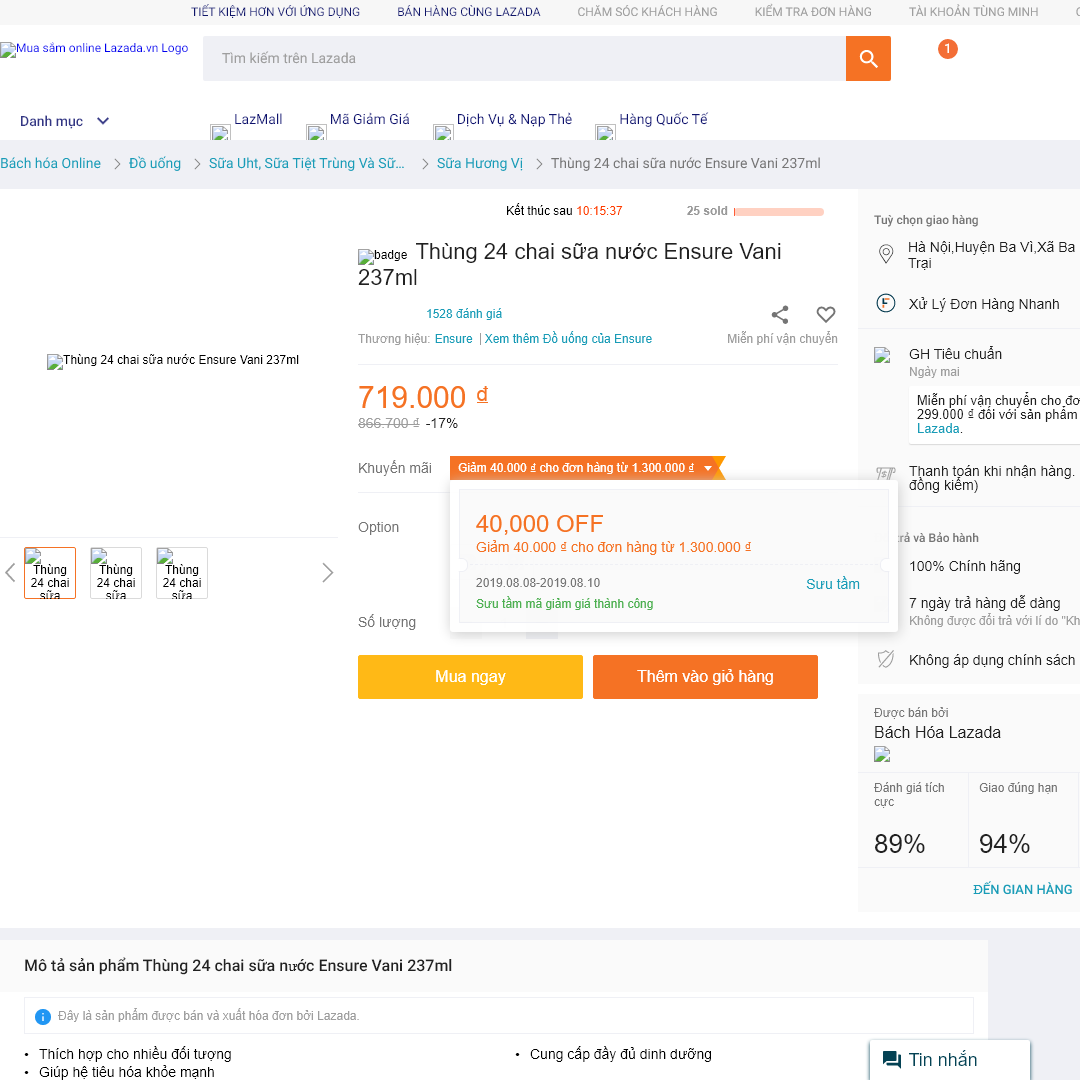 TIẾT KIỆM HƠN VỚI ỨNG DỤNG
BÁN HÀNG CÙNG LAZADA
CHĂM SÓC KHÁCH HÀNG
KIỂM TRA ĐƠN HÀNG
TÀI KHOẢN TÙNG MINH
Mua sắm online Lazada.vn Logo
Tìm kiếm trên Lazada
1
Danh mục
LazMall
Mã Giảm Giá
Dịch Vụ & Nạp Thẻ
Hàng Quốc Tế
Bách hóa Online
Đồ uống
Sữa Uht, Sữa Tiệt Trùng Và Sữ...
Sữa Hương Vị
Thùng 24 chai sữa nước Ensure Vani 237ml
Thùng 24 chai sữa nước Ensure Vani 237ml
Thùng
24 chai
sữa
Thùng
24 chai
sữa
Thùng
24 chai
sữa
Kết thúc sau 10:15:37
25 sold
badge Thùng 24 chai sữa nước Ensure Vani
237ml
1528 đánh giá
Thương hiệu: Ensure | Xem thêm Đồ uống của Ensure
Miễn phí vận chuyển
719.000 ₫
866.700 ₫ -17%
Khuyến mãi
Giảm 40.000 ₫ cho đơn hàng từ 1.300.000 ₫
40,000 OFF
Giảm 40.000 ₫ cho đơn hàng từ 1.300.000 ₫
2019.08.08-2019.08.10
Sưu tầm
Sưu tầm mã giảm giá thành công
Option
Số lượng
Mua ngay
Thêm vào giỏ hàng
Tuỳ chọn giao hàng
Hà Nội,Huyện Ba Vì,Xã Ba
Trại
Xử Lý Đơn Hàng Nhanh
GH Tiêu chuẩn
Ngày mai
Miễn phí vận chuyển cho đơ
299.000 ₫ đối với sản phẩm
Lazada.
Thanh toán khi nhận hàng.
đồng kiểm)
rả và Bảo hành
100% Chính hãng
7 ngày trả hàng dễ dàng
Không được đổi trả với lí do "Kh
Không áp dụng chính sách
Được bán bởi
Bách Hóa Lazada
Đánh giá tích
cực
89%
Giao đúng hạn
94%
ĐẾN GIAN HÀNG
Mô tả sản phẩm Thùng 24 chai sữa nước Ensure Vani 237ml
Đây là sản phẩm được bán và xuất hóa đơn bởi Lazada.
• Thích hợp cho nhiều đối tượng
• Cung cấp đầy đủ dinh dưỡng
• Giúp hệ tiêu hóa khỏe mạnh
Tin nhắn